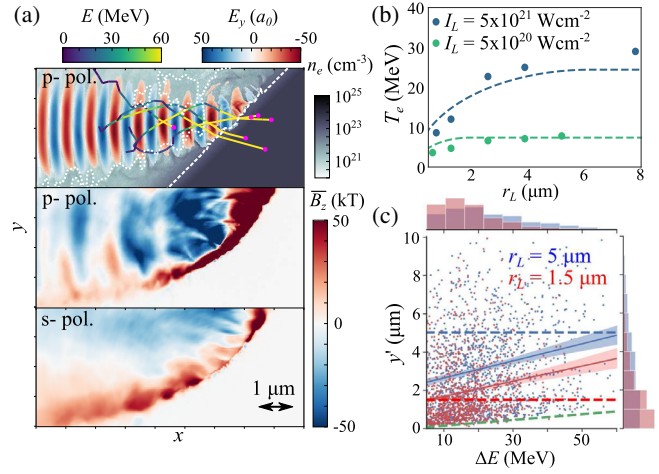 (a)
E (MeV)
0 60
E_y (a_0)
50 -50
n_e (cm^-3)
p- pol.
10^25
10^23
10^21
p- pol.
B̅_z (kT)
50
0
-50
s- pol.
1 μm
y
x
(b)
I_L = 5x10^21 Wcm^-2
I_L = 5x10^20 Wcm^-2
T_e (MeV)
40
30
20
10
0
0 2 4 6 8
r_L (μm)
(c)
r_L = 5 μm
r_L = 1.5 μm
y' (μm)
10
8
6
4
2
0
10 20 30 40 50
ΔE (MeV)